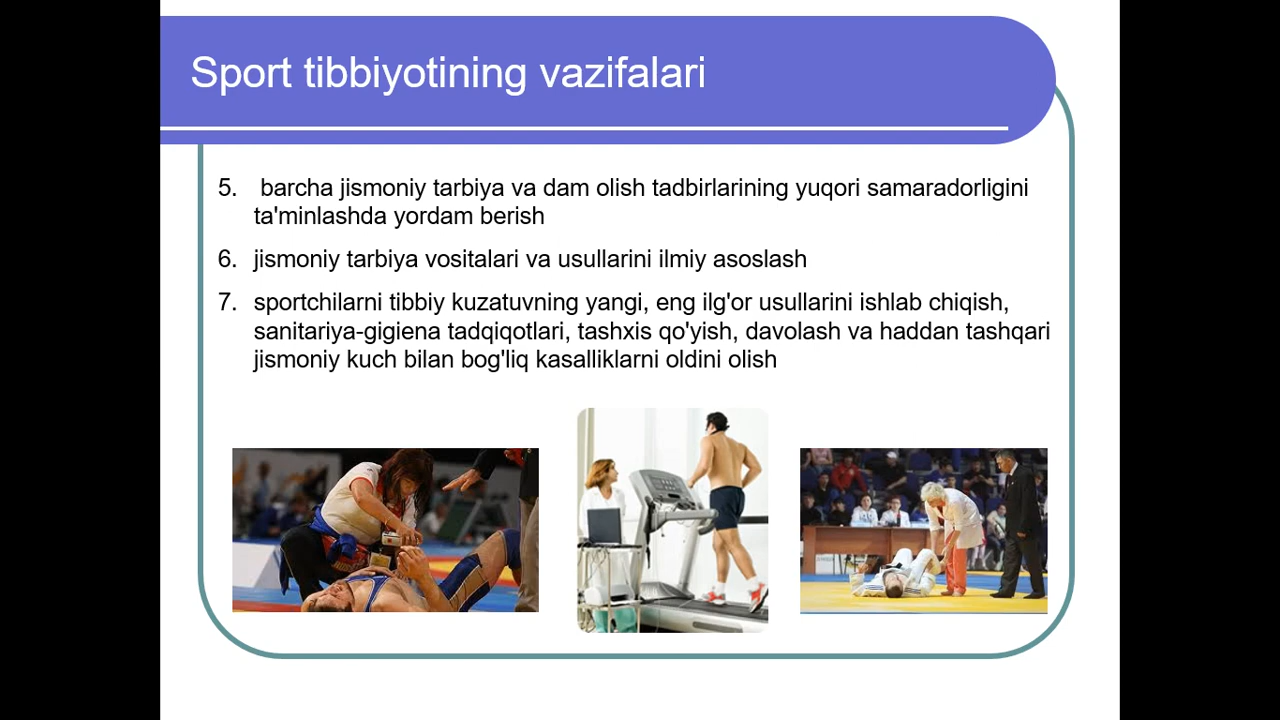 Sport tibbiyotining vazifalari
5. barcha jismoniy tarbiya va dam olish tadbirlarining yuqori samaradorligini
ta'minlashda yordam berish
6. jismoniy tarbiya vositalari va usullarini ilmiy asoslash
7. sportchilarni tibbiy kuzatuvning yangi, eng ilg'or usullarini ishlab chiqish,
sanitariya-gigiena tadqiqotlari, tashxis qo'yish, davolash va haddan tashqari
jismoniy kuch bilan bog'liq kasalliklarni oldini olish